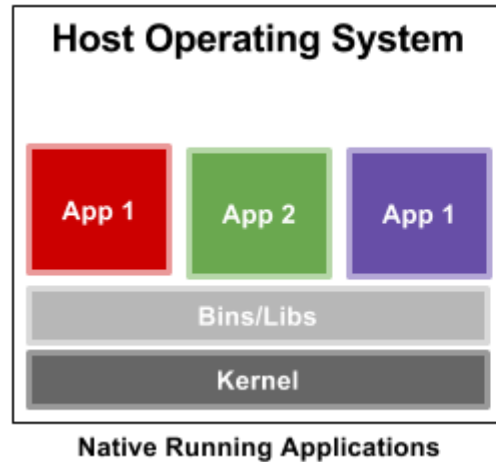 Host Operating System
App 1
App 2
App 1
Bins/Libs
Kernel
Native Running Applications